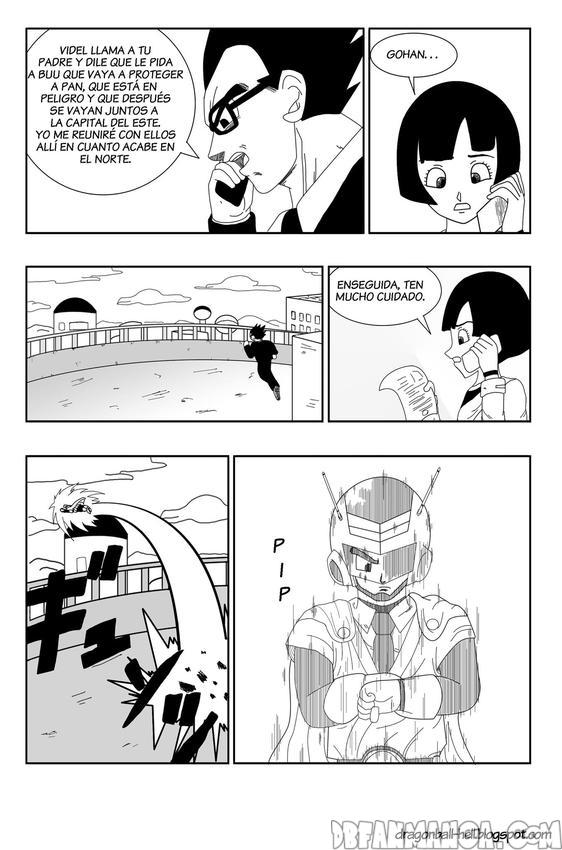 VIDEL LLAMA A TU
PADRE Y DILE QUE LE PIDA
A BUU QUE VAYA A PROTEGER
A PAN, QUE ESTÁ EN
PELIGRO Y QUE DESPUÉS
SE VAYAN JUNTOS A
LA CAPITAL DEL ESTE.
YO ME REUNIRÉ CON ELLOS
ALLÍ EN CUANTO ACABE EN
EL NORTE.
GOHAN...
ENSEGUIDA, TEN
MUCHO CUIDADO.
ギュ
PIP
dragonball-hell.blogspot.com
DBFANMANGA.COM